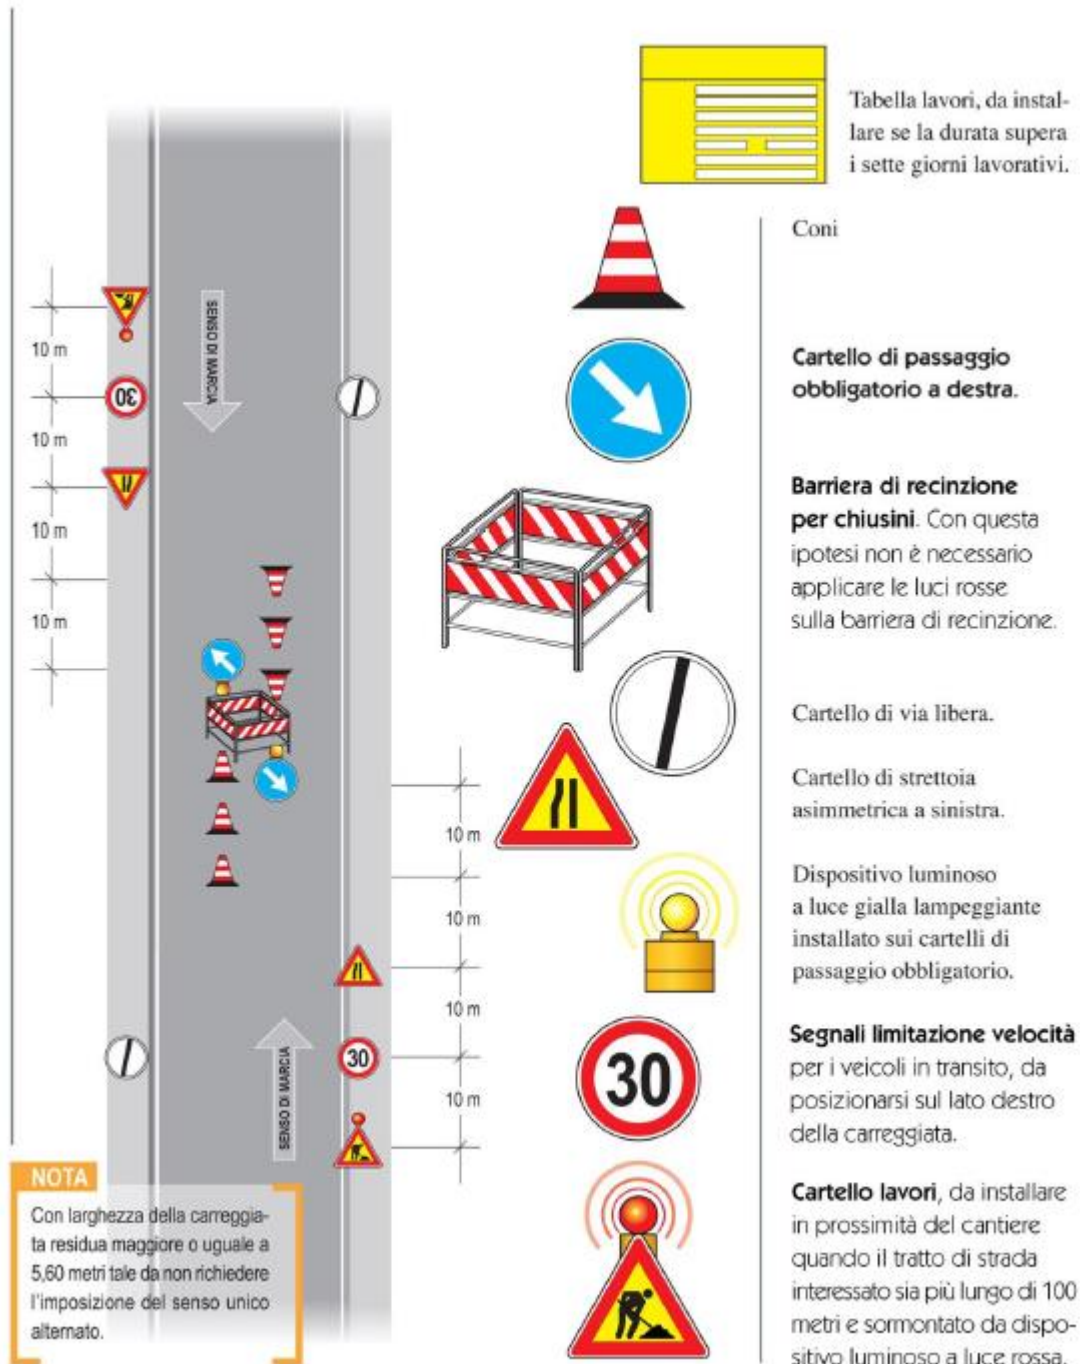 Tabella lavori, da instal-
lare se la durata supera
i sette giorni lavorativi.
Coni
Cartello di passaggio
obbligatorio a destra.
Barriera di recinzione
per chiusini. Con questa
ipotesi non è necessario
applicare le luci rosse
sulla barriera di recinzione.
Cartello di via libera.
Cartello di strettoia
asimmetrica a sinistra.
Dispositivo luminoso
a luce gialla lampeggiante
installato sui cartelli di
passaggio obbligatorio.
Segnali limitazione velocità
per i veicoli in transito, da
posizionarsi sul lato destro
della carreggiata.
Cartello lavori, da installare
in prossimità del cantiere
quando il tratto di strada
interessato sia più lungo di 100
metri e sormontato da dispo-
sitivo luminoso a luce rossa.
10 m
10 m
10 m
10 m
30
SENSO DI MARCIA
10 m
10 m
10 m
10 m
30
SENSO DI MARCIA
30
NOTA
Con larghezza della carreggia-
ta residua maggiore o uguale a
5,60 metri tale da non richiedere
l'imposizione del senso unico
alternato.